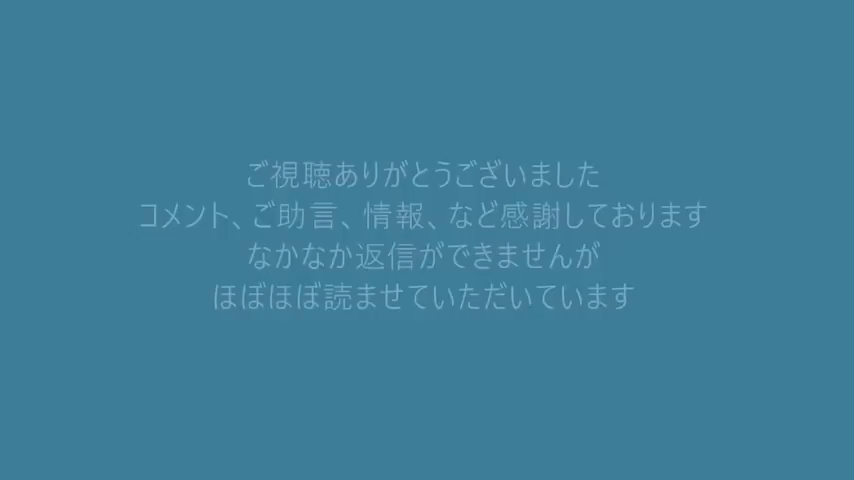 ご視聴ありがとうございました
コメント、ご助言、情報、など感謝しております
なかなか返信ができませんが
ほぼほぼ読ませていただいています